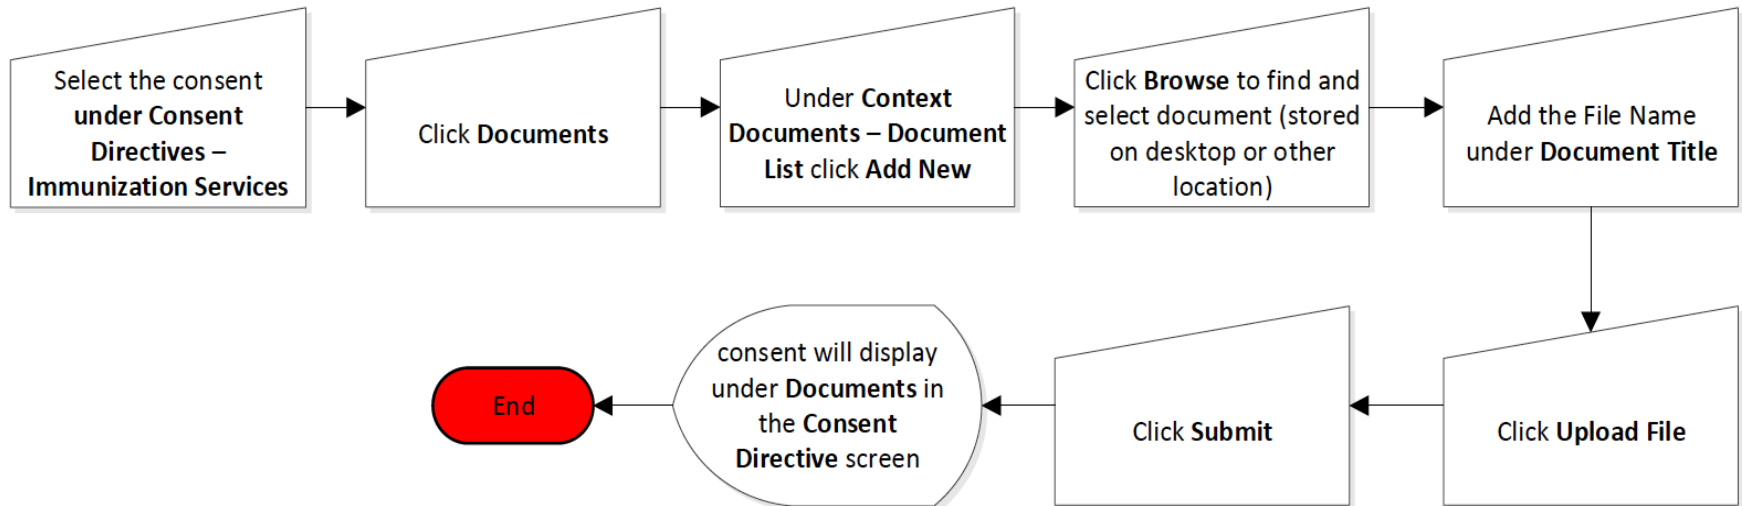 Select the consent
under Consent
Directives –
Immunization Services
Click Documents
Under Context
Documents – Document
List click Add New
Click Browse to find and
select document (stored
on desktop or other
location)
Add the File Name
under Document Title
Click Upload File
Click Submit
consent will display
under Documents in
the Consent
Directive screen
End